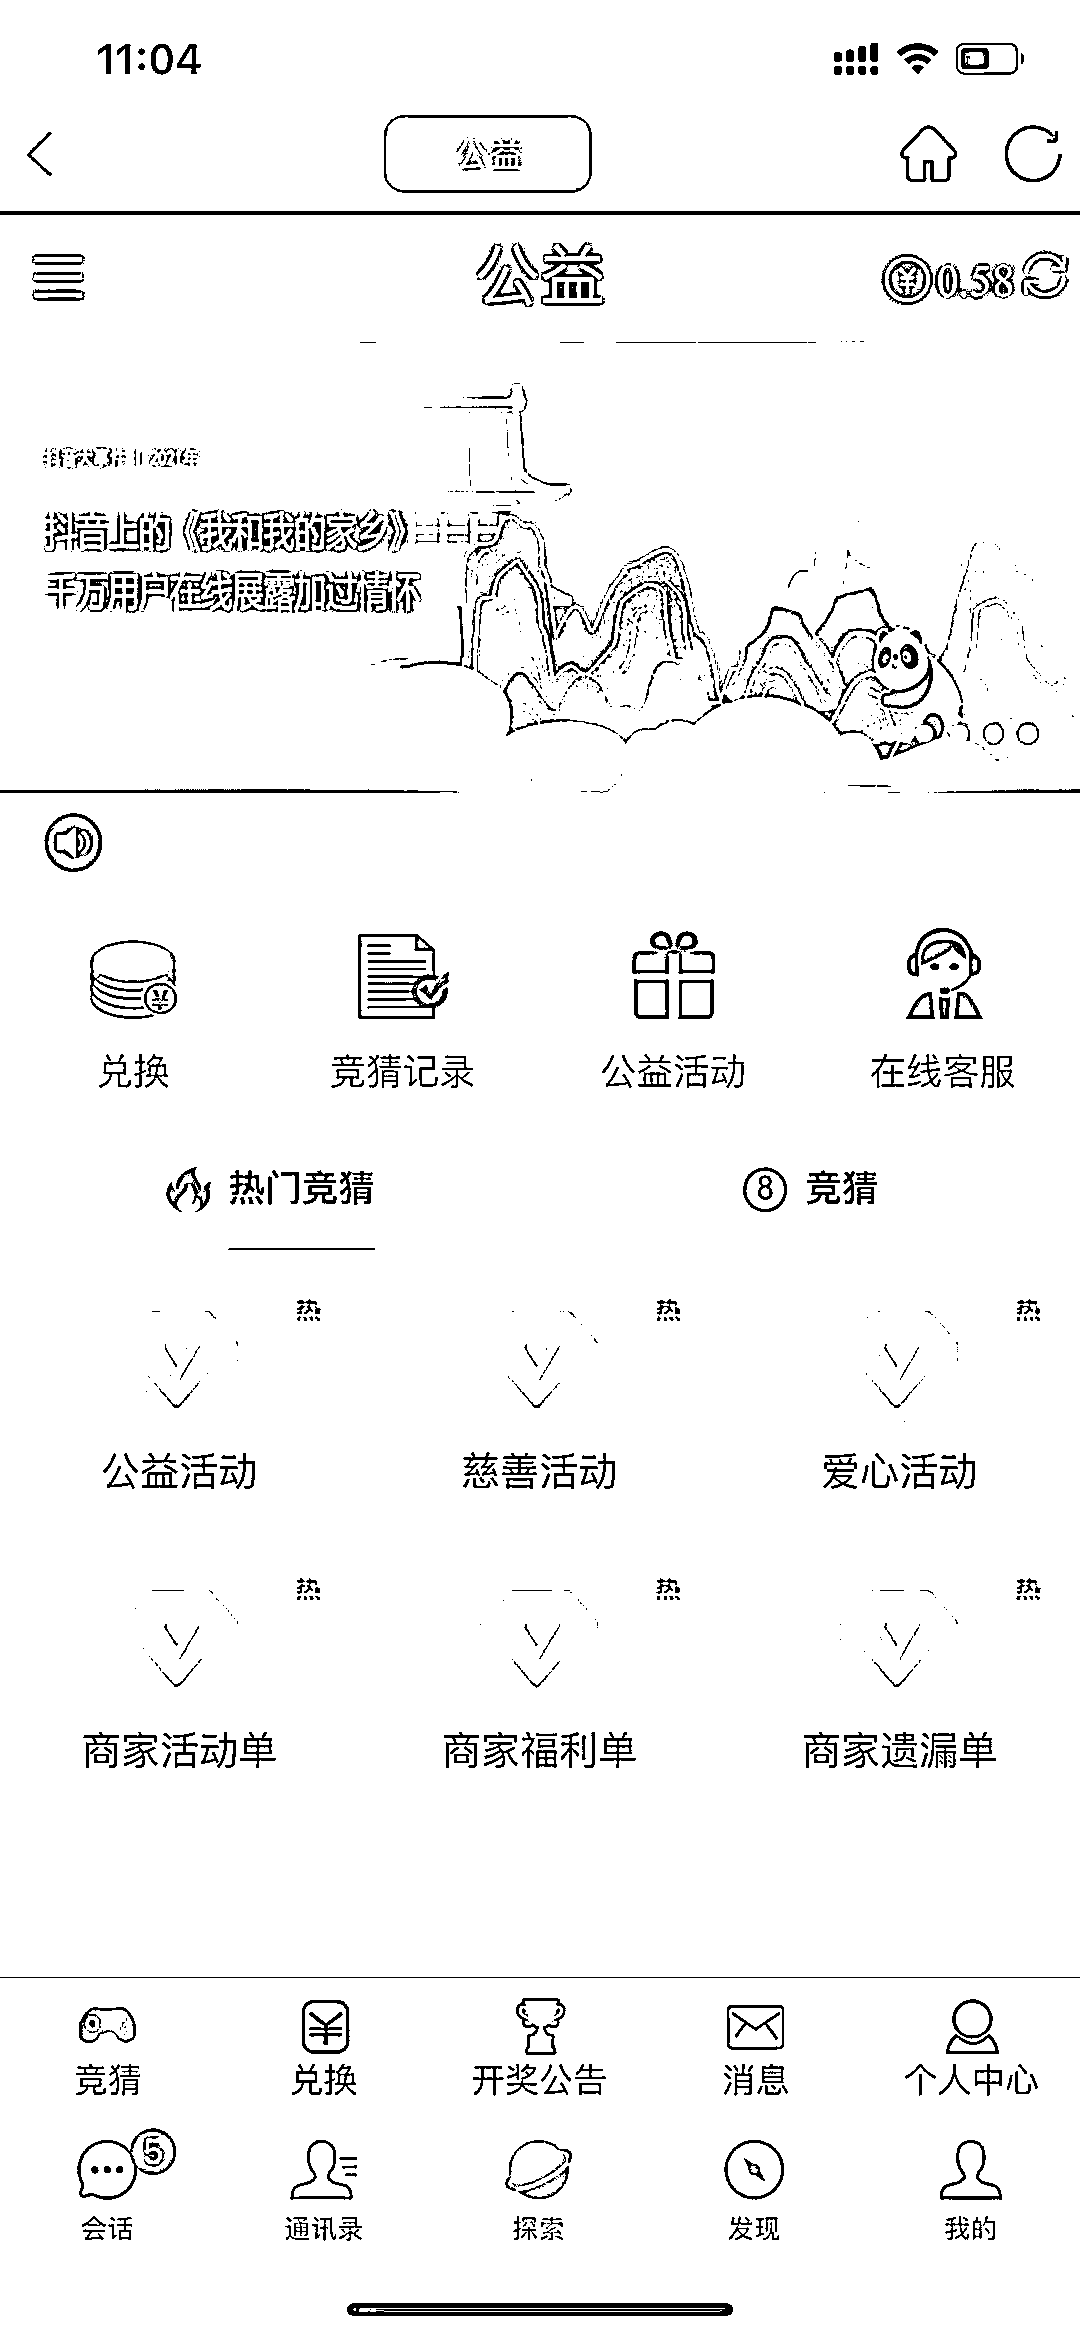 11:04
公益
公益
0.58
抖音大事件 | 2021年
抖音上的《我和我的家乡》
千万用户在线展露加过情怀
兑换
竞猜记录
公益活动
在线客服
热门竞猜
8 竞猜
热
热
热
公益活动
慈善活动
爱心活动
热
热
热
商家活动单
商家福利单
商家遗漏单
竞猜
兑换
开奖公告
消息
个人中心
5
会话
通讯录
探索
发现
我的